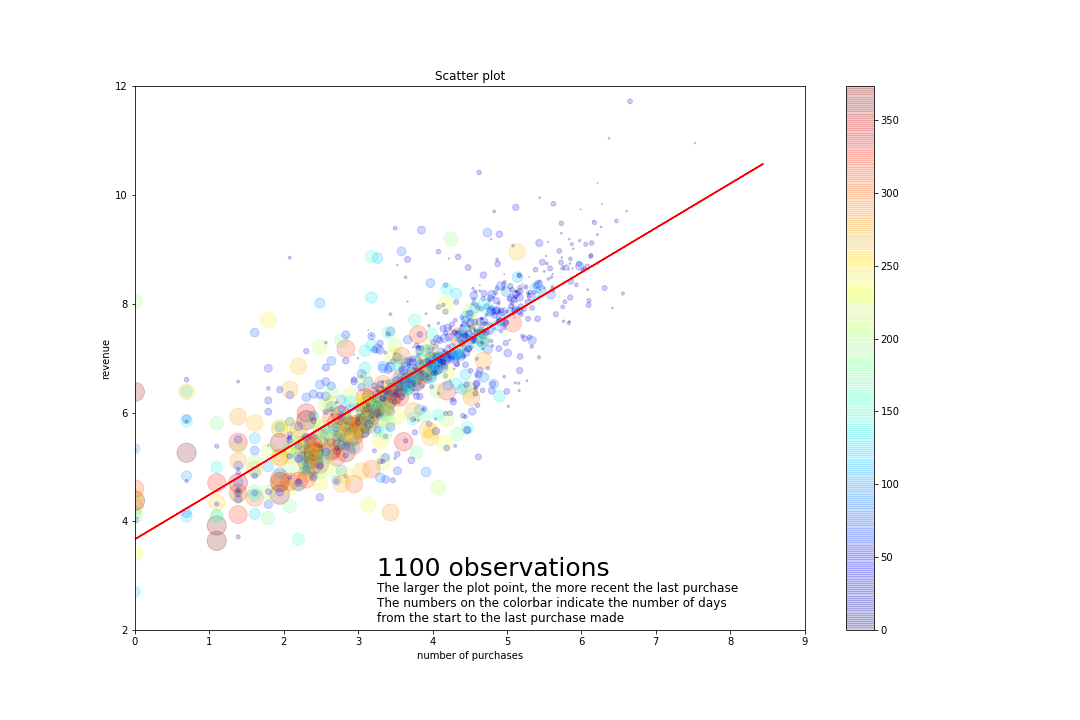 Scatter plot
12
10
8
6
4
2
revenue
0 1 2 3 4 5 6 7 8 9
number of purchases
1100 observations
The larger the plot point, the more recent the last purchase
The numbers on the colorbar indicate the number of days
from the start to the last purchase made
350
300
250
200
150
100
50
0